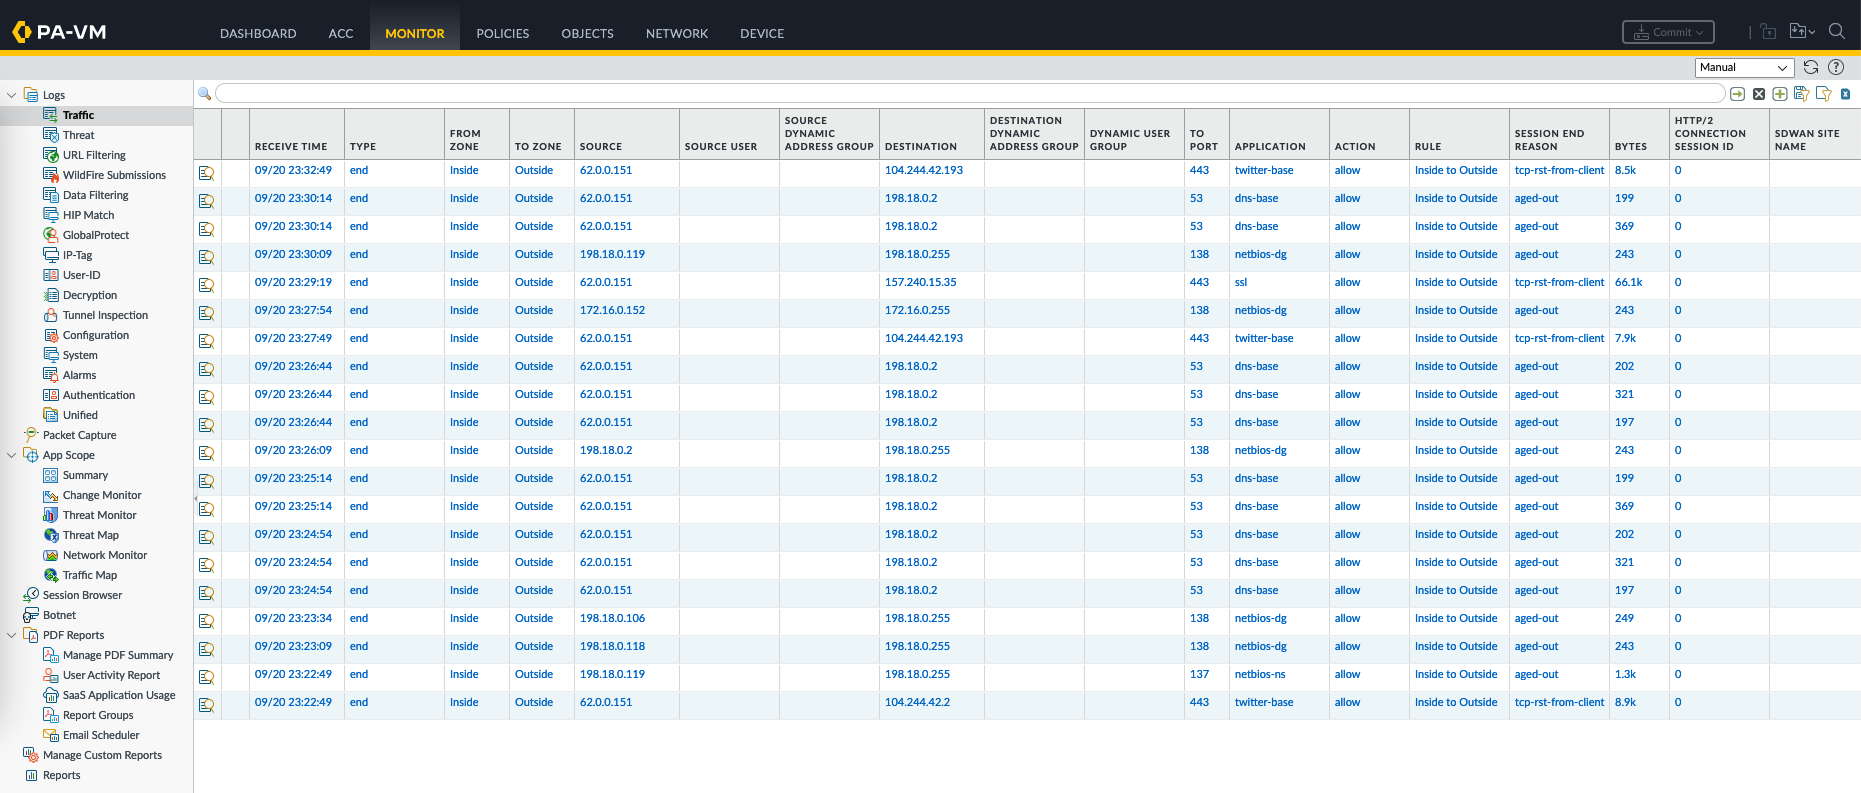 PA-VM
DASHBOARD ACC MONITOR POLICIES OBJECTS NETWORK DEVICE
Commit
Manual
Logs
Traffic
Threat
URL Filtering
WildFire Submissions
Data Filtering
HIP Match
GlobalProtect
IP-Tag
User-ID
Decryption
Tunnel Inspection
Configuration
System
Alarms
Authentication
Unified
Packet Capture
App Scope
Summary
Change Monitor
Threat Monitor
Threat Map
Network Monitor
Traffic Map
Session Browser
Botnet
PDF Reports
Manage PDF Summary
User Activity Report
SaaS Application Usage
Report Groups
Email Scheduler
Manage Custom Reports
Reports
RECEIVE TIME TYPE FROM ZONE TO ZONE SOURCE SOURCE USER SOURCE DYNAMIC ADDRESS GROUP DESTINATION DESTINATION DYNAMIC ADDRESS GROUP DYNAMIC USER GROUP TO PORT APPLICATION ACTION RULE SESSION END REASON BYTES HTTP/2 CONNECTION SESSION ID SDWAN SITE NAME
09/20 23:32:49 end Inside Outside 62.0.0.151 104.244.42.193 443 twitter-base allow Inside to Outside tcp-rst-from-client 8.5k 0
09/20 23:30:14 end Inside Outside 62.0.0.151 198.18.0.2 53 dns-base allow Inside to Outside aged-out 199 0
09/20 23:30:14 end Inside Outside 62.0.0.151 198.18.0.2 53 dns-base allow Inside to Outside aged-out 369 0
09/20 23:30:09 end Inside Outside 198.18.0.119 198.18.0.255 138 netbios-dg allow Inside to Outside aged-out 243 0
09/20 23:29:19 end Inside Outside 62.0.0.151 157.240.15.35 443 ssl allow Inside to Outside tcp-rst-from-client 66.1k 0
09/20 23:27:54 end Inside Outside 172.16.0.152 172.16.0.255 138 netbios-dg allow Inside to Outside aged-out 243 0
09/20 23:27:49 end Inside Outside 62.0.0.151 104.244.42.193 443 twitter-base allow Inside to Outside tcp-rst-from-client 7.9k 0
09/20 23:26:44 end Inside Outside 62.0.0.151 198.18.0.2 53 dns-base allow Inside to Outside aged-out 202 0
09/20 23:26:44 end Inside Outside 62.0.0.151 198.18.0.2 53 dns-base allow Inside to Outside aged-out 321 0
09/20 23:26:44 end Inside Outside 62.0.0.151 198.18.0.2 53 dns-base allow Inside to Outside aged-out 197 0
09/20 23:26:09 end Inside Outside 198.18.0.2 198.18.0.255 138 netbios-dg allow Inside to Outside aged-out 243 0
09/20 23:25:14 end Inside Outside 62.0.0.151 198.18.0.2 53 dns-base allow Inside to Outside aged-out 199 0
09/20 23:25:14 end Inside Outside 62.0.0.151 198.18.0.2 53 dns-base allow Inside to Outside aged-out 369 0
09/20 23:24:54 end Inside Outside 62.0.0.151 198.18.0.2 53 dns-base allow Inside to Outside aged-out 202 0
09/20 23:24:54 end Inside Outside 62.0.0.151 198.18.0.2 53 dns-base allow Inside to Outside aged-out 321 0
09/20 23:24:54 end Inside Outside 62.0.0.151 198.18.0.2 53 dns-base allow Inside to Outside aged-out 197 0
09/20 23:23:34 end Inside Outside 198.18.0.106 198.18.0.255 138 netbios-dg allow Inside to Outside aged-out 249 0
09/20 23:23:09 end Inside Outside 198.18.0.118 198.18.0.255 138 netbios-dg allow Inside to Outside aged-out 243 0
09/20 23:22:49 end Inside Outside 198.18.0.119 198.18.0.255 137 netbios-ns allow Inside to Outside aged-out 1.3k 0
09/20 23:22:49 end Inside Outside 62.0.0.151 104.244.42.2 443 twitter-base allow Inside to Outside tcp-rst-from-client 8.9k 0